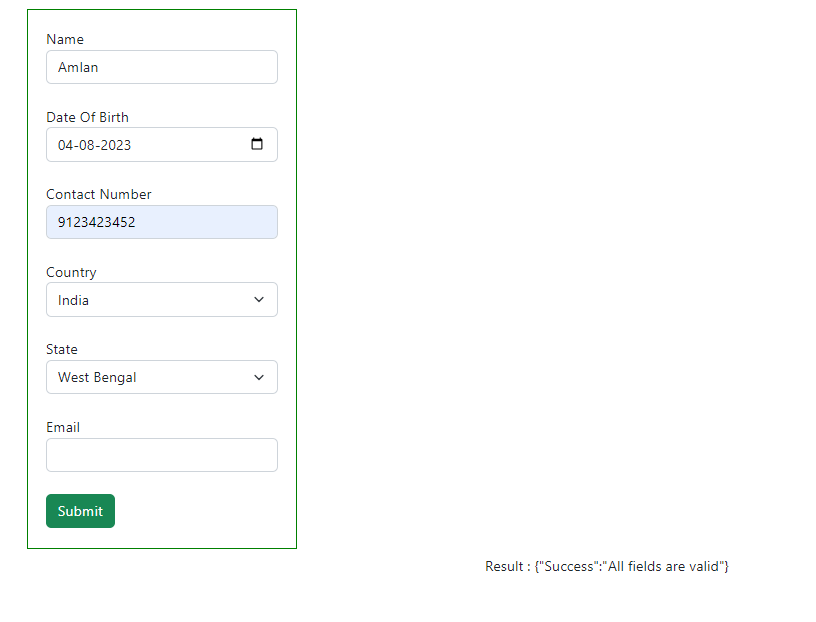 Name
Amlan
Date Of Birth
04-08-2023
Contact Number
9123423452
Country
India
State
West Bengal
Email
Submit
Result : {"Success":"All fields are valid"}